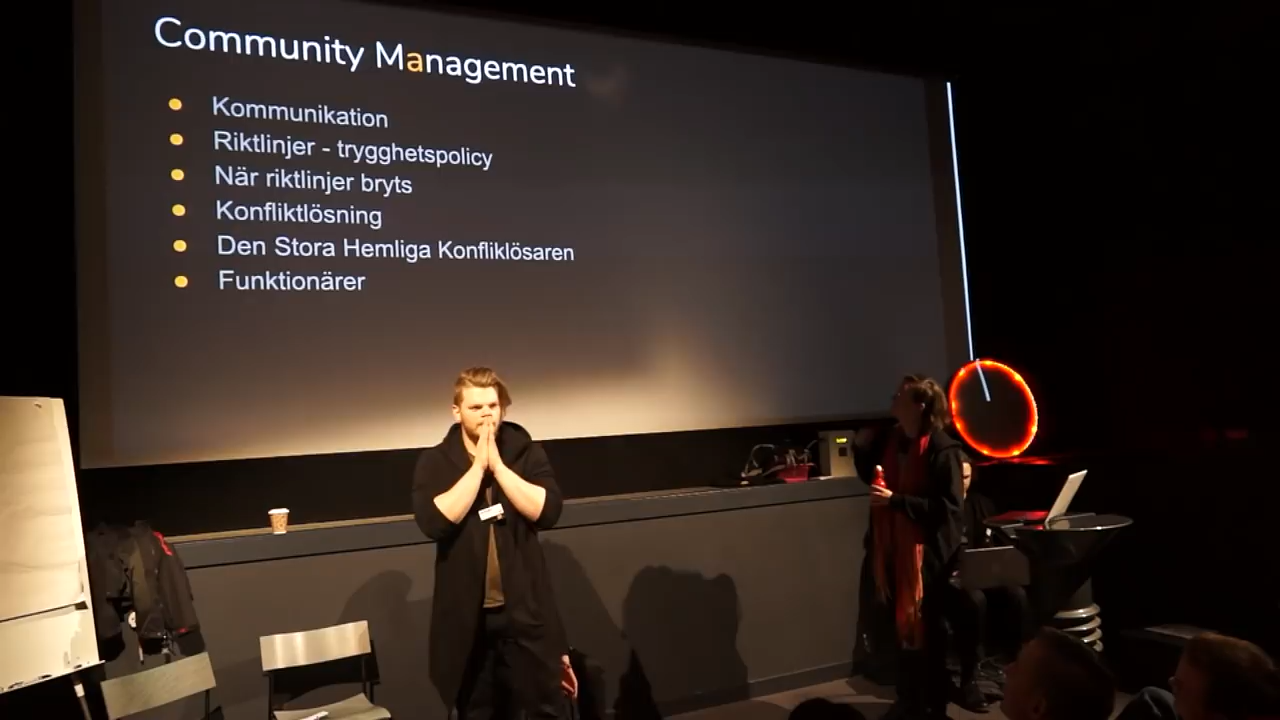 Community Management
Kommunikation
Riktlinjer - trygghetspolicy
När riktlinjer bryts
Konfliktlösning
Den Stora Hemliga Konfliklösaren
Funktionärer